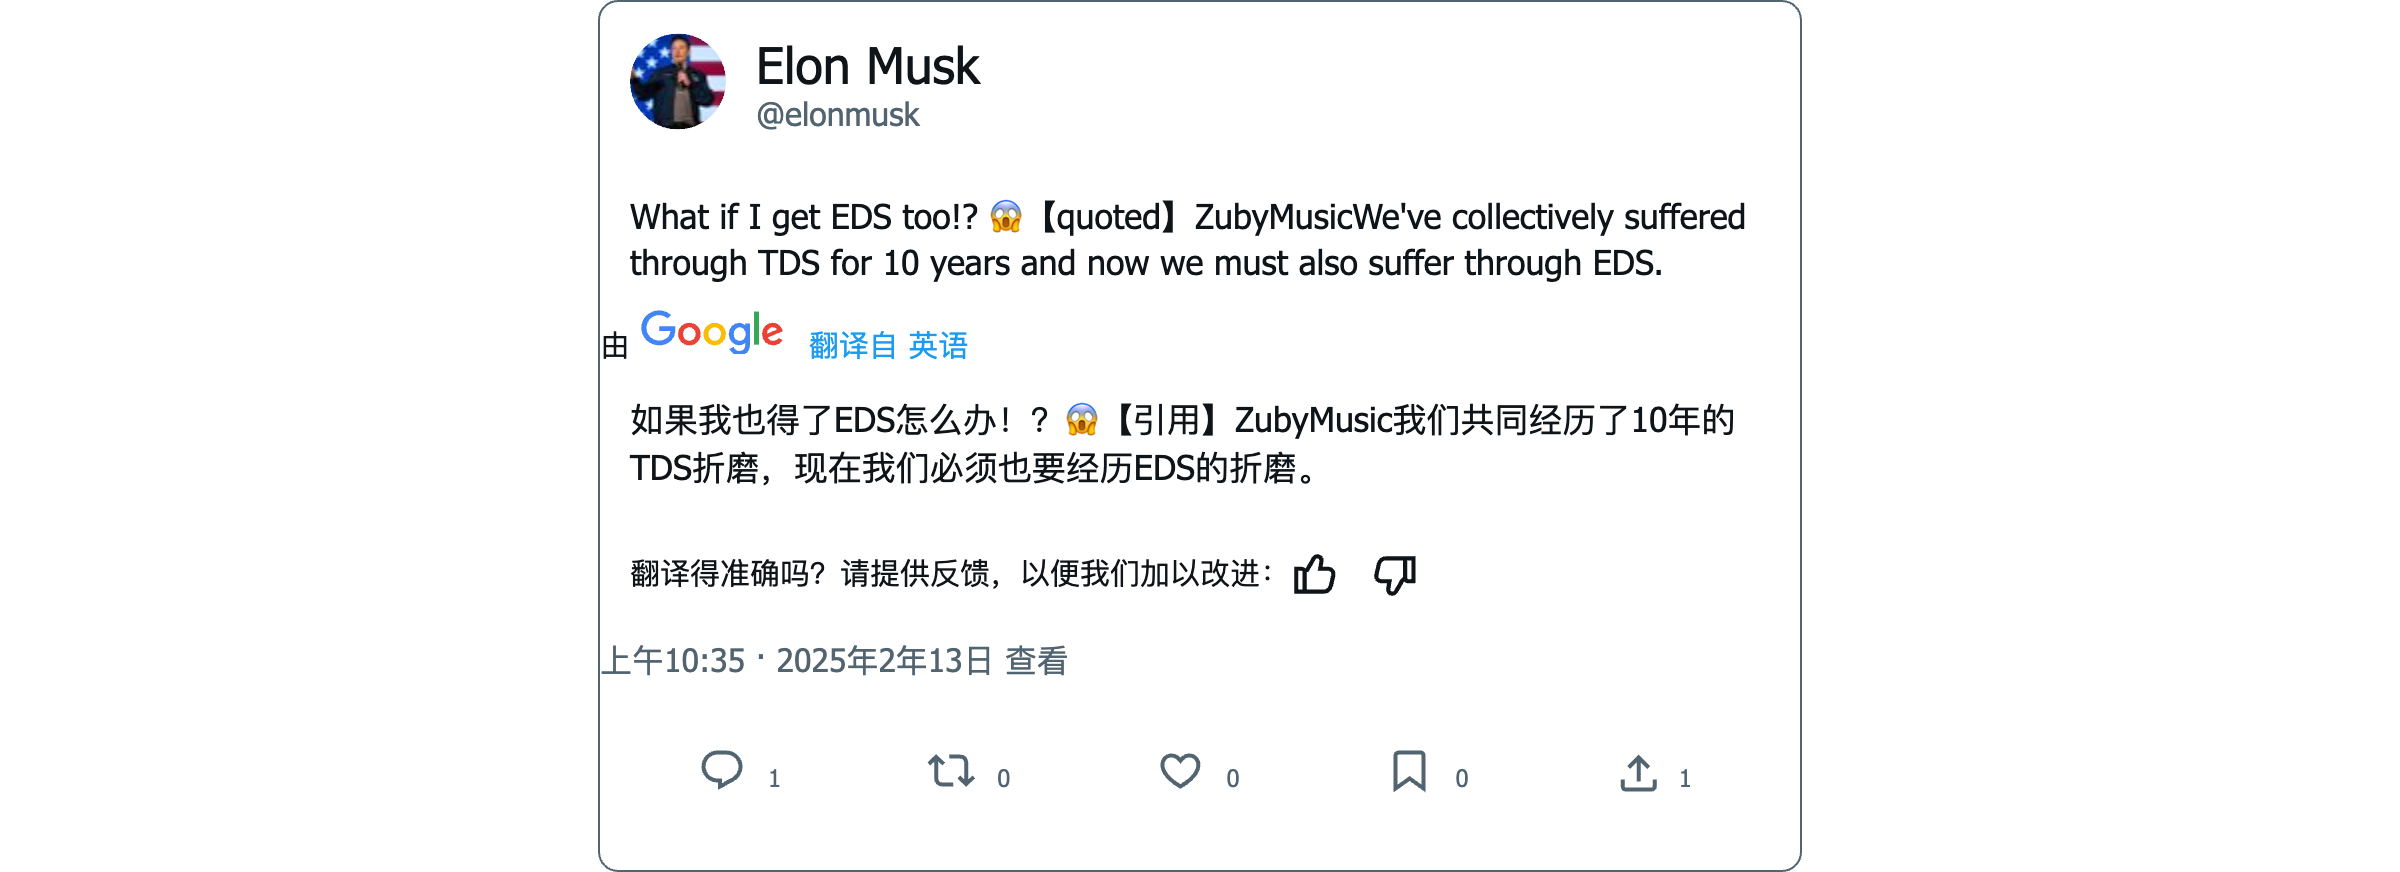 Elon Musk
@elonmusk
What if I get EDS too!? 😱【quoted】ZubyMusicWe've collectively suffered
through TDS for 10 years and now we must also suffer through EDS.
由 Google 翻译自 英语
如果我也得了EDS怎么办！？😱【引用】ZubyMusic我们共同经历了10年的
TDS折磨，现在我们必须也要经历EDS的折磨。
翻译得准确吗？请提供反馈，以便我们加以改进：
上午10:35 · 2025年2年13日 查看
1 0 0 0 1